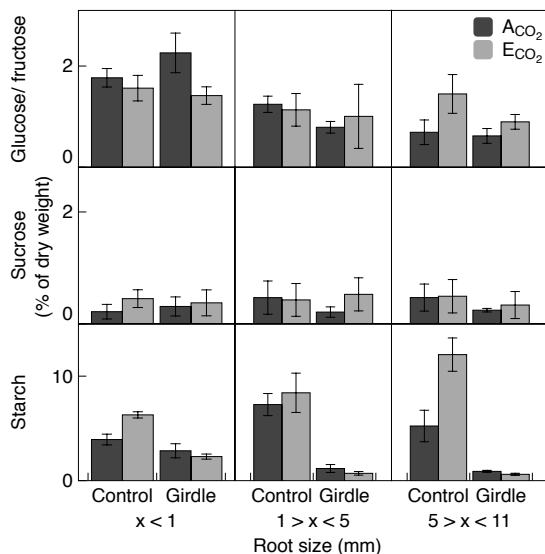 A_CO2
E_CO2
Glucose/ fructose
2
0
Sucrose
(% of dry weight)
2
0
Starch
10
0
Control Girdle Control Girdle Control Girdle
x < 1 1 > x < 5 5 > x < 11
Root size (mm)